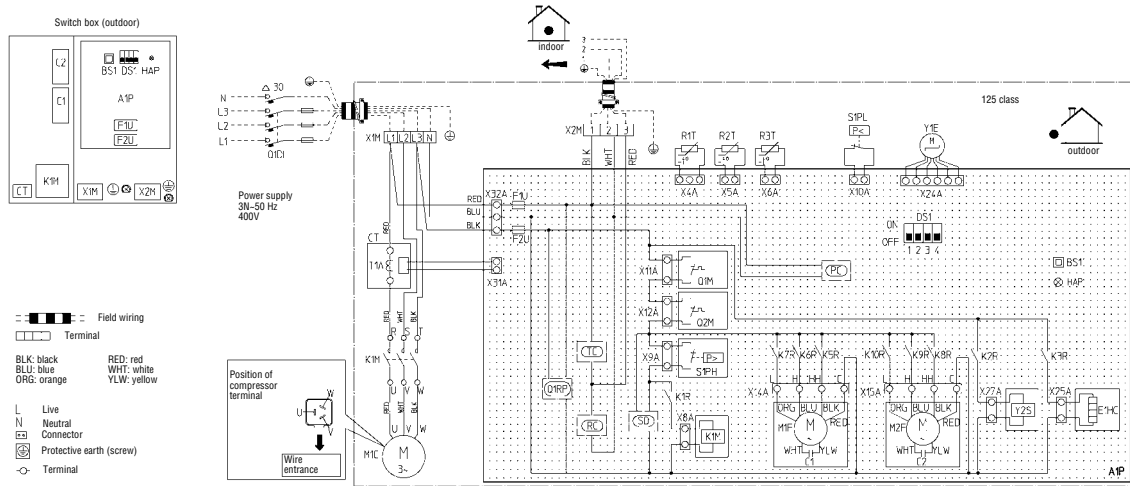 Switch box (outdoor)
C2
C1
BS1 DS1 HAP
A1P
F1U
F2U
K1M
CT
X1M
X2M
N
L3
L2
L1
30
Q1DI
Power supply
3N~50 Hz
400V
indoor
3
2
1
125 class
outdoor
X1M L1 L2 L3 N
X2M 1 2 3
BLK
WHT
RED
R1T
R2T
R3T
S1PL
P<
Y1E
M
X4A
X5A
X6A
X10A
X24A
X32A
RED
BLU
BLK
F1U
F2U
RED
CT
T1A
X31A
DS1
ON
OFF
1 2 3 4
BS1
HAP
PC
X11A
Q1M
X12A
Q2M
X9A
P>
S1PH
TC
Q1RP
RC
SD
K1R
X8A
K1M
K7R K6R K5R
K10R K9R K8R
K2R
K3R
X14A H HH C
X15A H HH C
ORG BLU BLK
RED
M1F
M
WHT YLW
C1
ORG BLU BLK
RED
M2F
M
WHT YLW
C2
X27A
Y2S
X25A
E1HC
A1P
RED
WHT
BLK
R S T
K1M
U V W
RED
WHT
BLK
U V W
M1C
M
3~
Position of
compressor
terminal
U
W
V
Wire
entrance
Field wiring
Terminal
BLK: black RED: red
BLU: blue WHT: white
ORG: orange YLW: yellow
L Live
N Neutral
Connector
Protective earth (screw)
Terminal